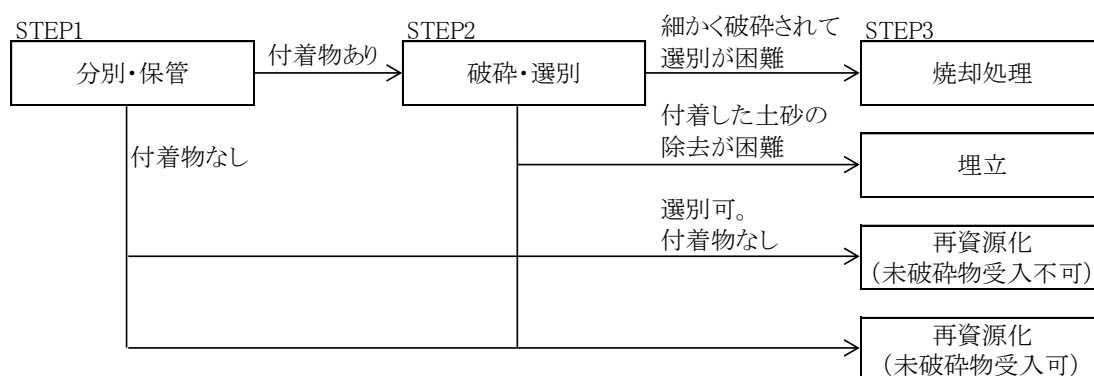 STEP1
分別・保管
付着物あり
付着物なし
STEP2
破砕・選別
細かく破砕されて
選別が困難
付着した土砂の
除去が困難
選別可。
付着物なし
STEP3
焼却処理
埋立
再資源化
（未破砕物受入不可）
再資源化
（未破砕物受入可）